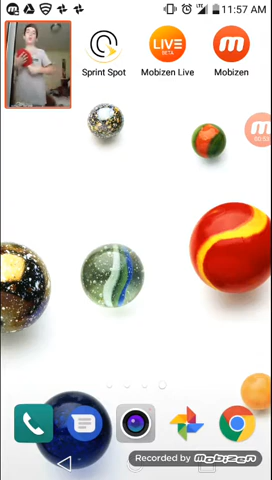 11:57 AM
LIVE
BETA
Sprint Spot
Mobizen Live
Mobizen
Recorded by mobizen